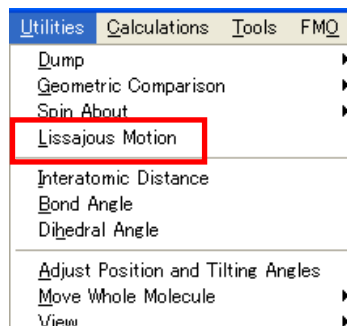 Utilities Calculations Tools FMO
Dump
Geometric Comparison
Spin About
Lissajous Motion
Interatomic Distance
Bond Angle
Dihedral Angle
Adjust Position and Tilting Angles
Move Whole Molecule
View